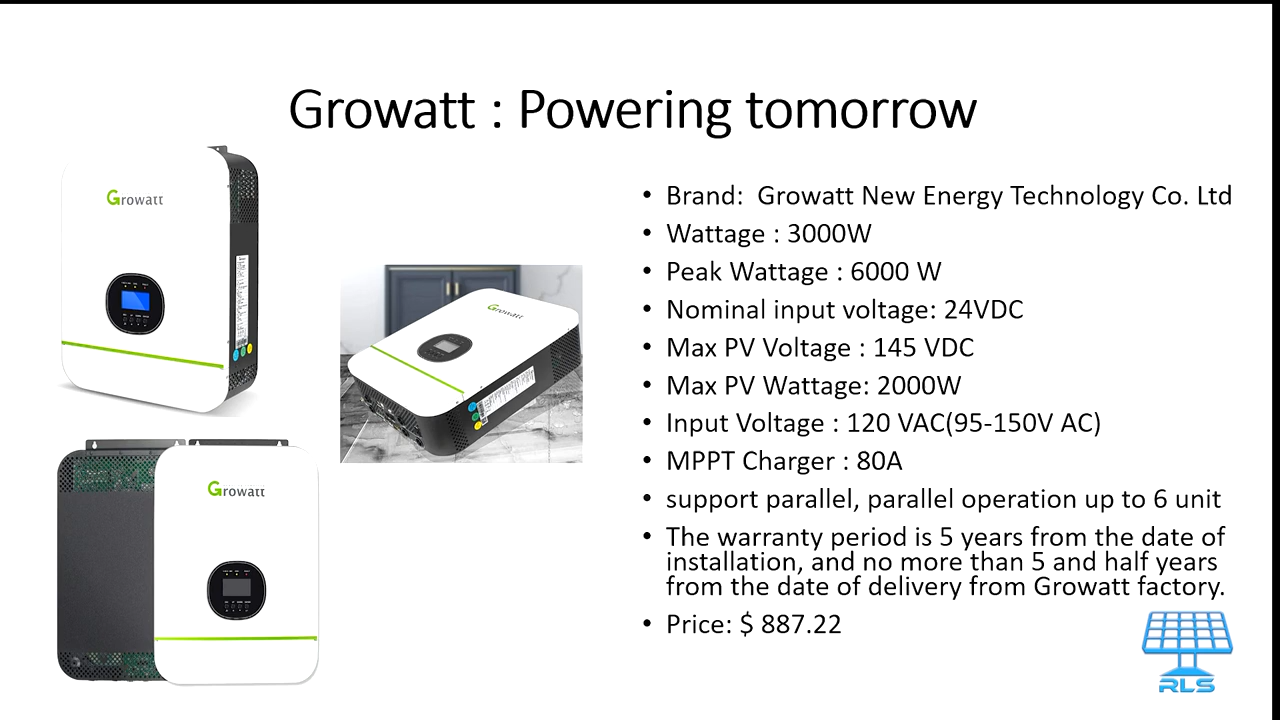 Growatt : Powering tomorrow
Growatt
Growatt
Growatt
• Brand:  Growatt New Energy Technology Co. Ltd
• Wattage : 3000W
• Peak Wattage : 6000 W
• Nominal input voltage: 24VDC
• Max PV Voltage : 145 VDC
• Max PV Wattage: 2000W
• Input Voltage : 120 VAC(95-150V AC)
• MPPT Charger : 80A
• support parallel, parallel operation up to 6 unit
• The warranty period is 5 years from the date of
installation, and no more than 5 and half years
from the date of delivery from Growatt factory.
• Price: $ 887.22
RLS